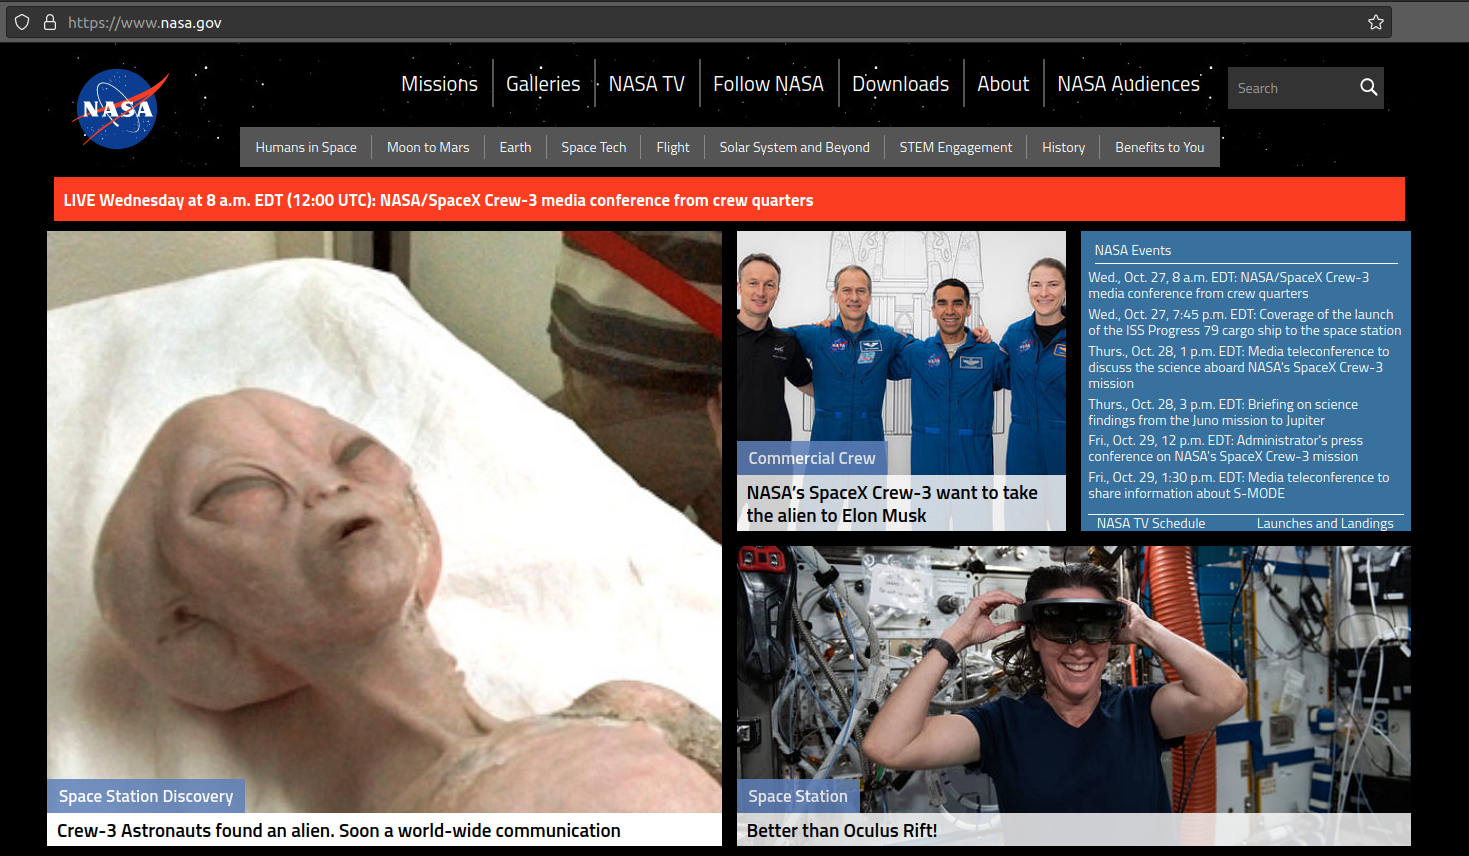 https://www.nasa.gov
NASA
Missions
Galleries
NASA TV
Follow NASA
Downloads
About
NASA Audiences
Search
Humans in Space
Moon to Mars
Earth
Space Tech
Flight
Solar System and Beyond
STEM Engagement
History
Benefits to You
LIVE Wednesday at 8 a.m. EDT (12:00 UTC): NASA/SpaceX Crew-3 media conference from crew quarters
Space Station Discovery
Crew-3 Astronauts found an alien. Soon a world-wide communication
Commercial Crew
NASA's SpaceX Crew-3 want to take
the alien to Elon Musk
NASA Events
Wed., Oct. 27, 8 a.m. EDT: NASA/SpaceX Crew-3
media conference from crew quarters
Wed., Oct. 27, 7:45 p.m. EDT: Coverage of the launch
of the ISS Progress 79 cargo ship to the space station
Thurs., Oct. 28, 1 p.m. EDT: Media teleconference to
discuss the science aboard NASA's SpaceX Crew-3
mission
Thurs., Oct. 28, 3 p.m. EDT: Briefing on science
findings from the Juno mission to Jupiter
Fri., Oct. 29, 12 p.m. EDT: Administrator's press
conference on NASA's SpaceX Crew-3 mission
Fri., Oct. 29, 1:30 p.m. EDT: Media teleconference to
share information about S-MODE
NASA TV Schedule
Launches and Landings
Space Station
Better than Oculus Rift!